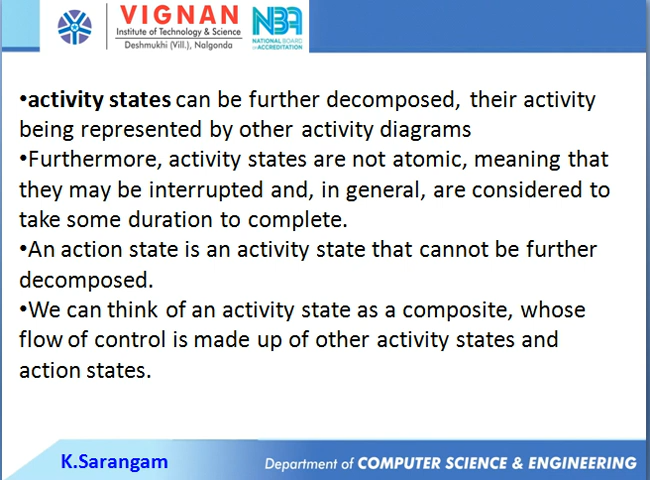 VIGNAN
Institute of Technology & Science
Deshmukhi (Vill.), Nalgonda
NBA
NATIONAL BOARD
of ACCREDITATION
•activity states can be further decomposed, their activity
being represented by other activity diagrams
•Furthermore, activity states are not atomic, meaning that
they may be interrupted and, in general, are considered to
take some duration to complete.
•An action state is an activity state that cannot be further
decomposed.
•We can think of an activity state as a composite, whose
flow of control is made up of other activity states and
action states.
K.Sarangam
Department of COMPUTER SCIENCE & ENGINEERING